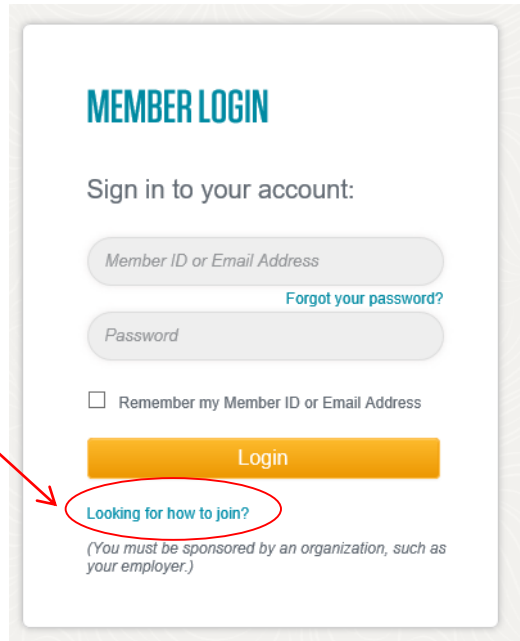 MEMBER LOGIN
Sign in to your account:
Member ID or Email Address
Forgot your password?
Password
Remember my Member ID or Email Address
Login
Looking for how to join?
(You must be sponsored by an organization, such as
your employer.)